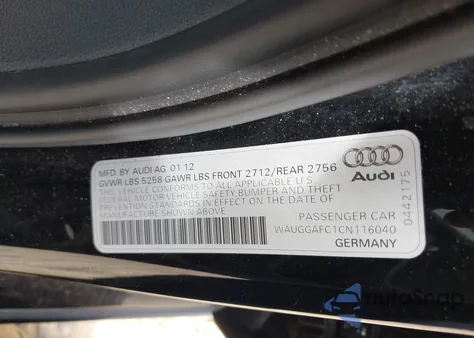 MFD. BY AUDI AG 01 12
GVWR LBS 5258 GAWR LBS FRONT 2712/REAR 2756
THIS VEHICLE CONFORMS TO ALL APPLICABLE U S
FEDERAL MOTOR VEHICLE SAFETY BUMPER AND THEFT
PREVENTION STANDARDS IN EFFECT ON THE DATE OF
MANUFACTURE SHOWN ABOVE.
PASSENGER CAR
WAUGGAFC1CN116040
GERMANY
Audi
0442175
autoSnap